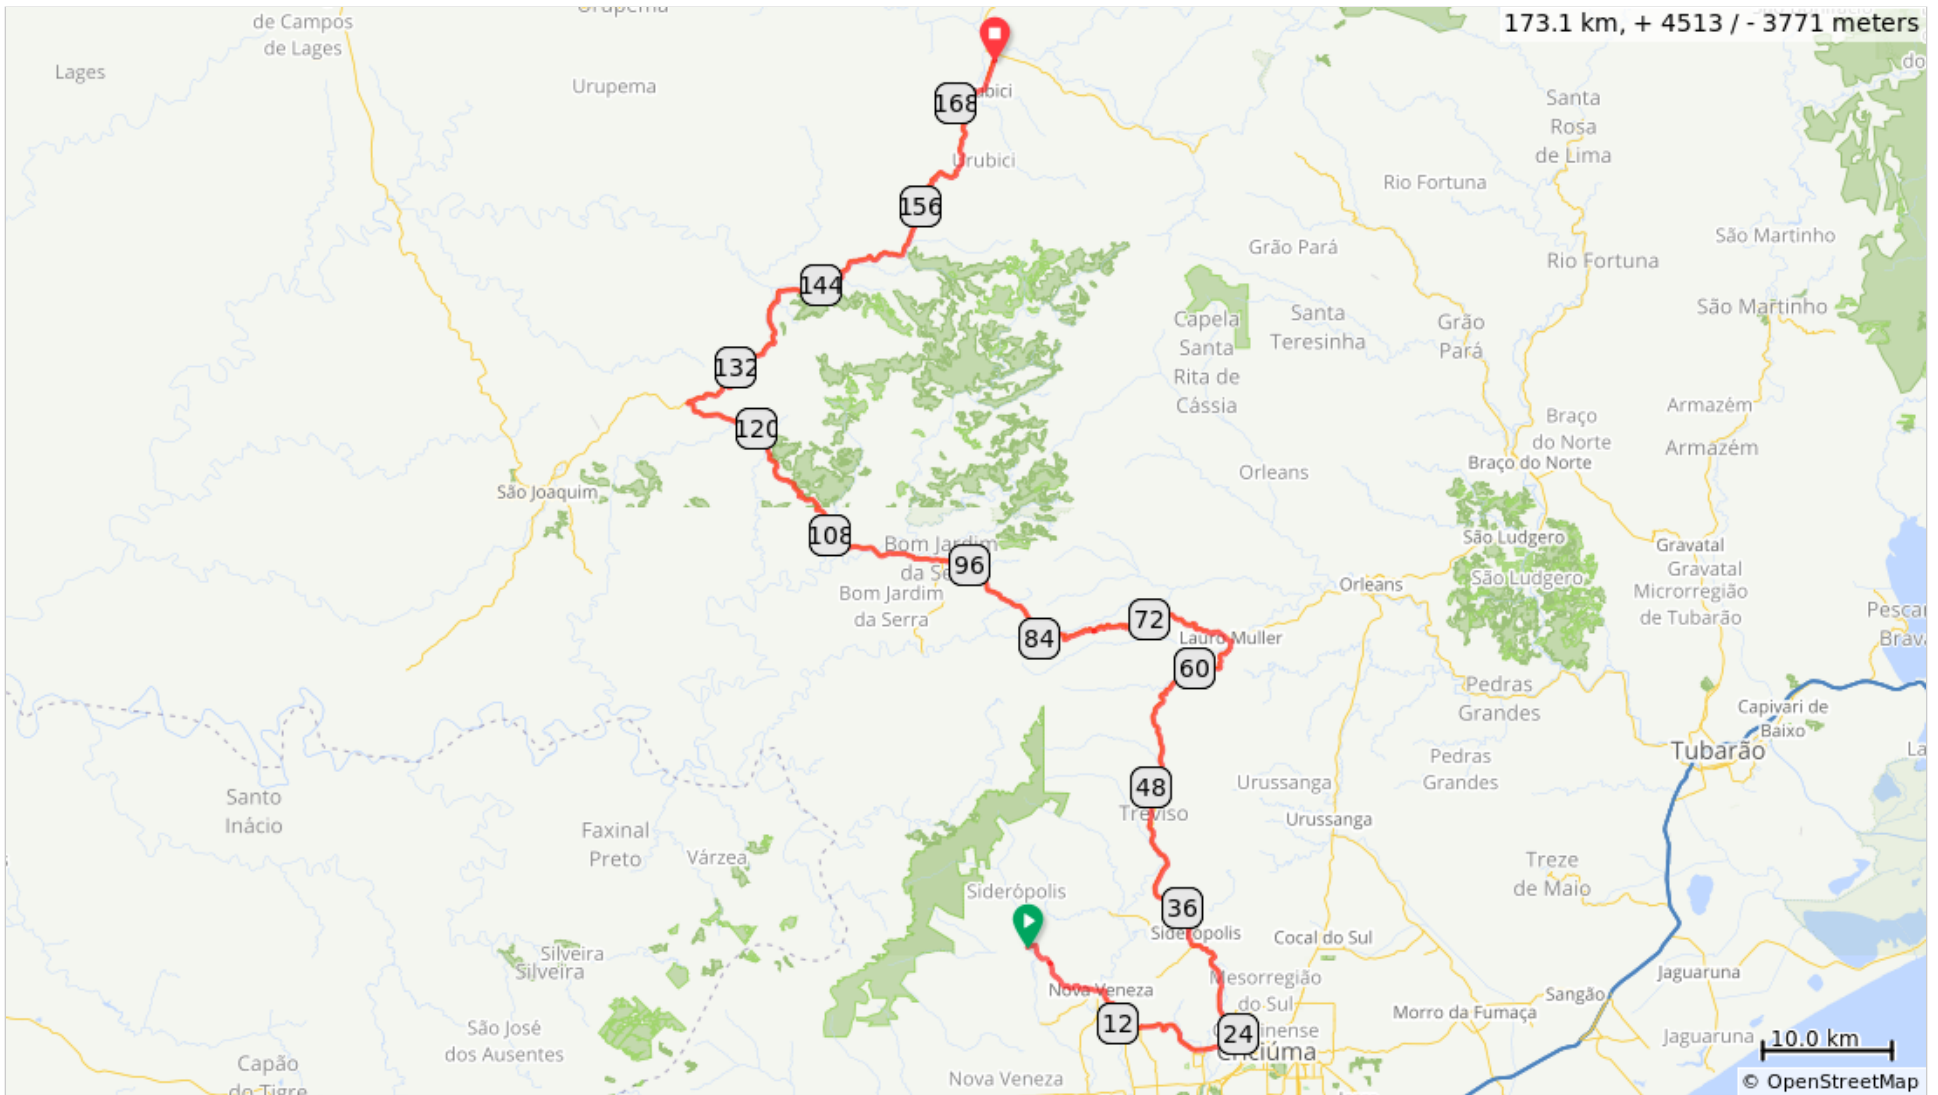 de Campos
de Lages
Urupema
173.1 km, + 4513 / - 3771 meters
Lages
Urupema
168
bici
Santa
Rosa
de Lima
Urubici
Rio Fortuna
156
São Martinho
Grão Pará
Rio Fortuna
144
São Martinho
Capela
Santa
Rita de
Cássia
Santa
Teresinha
Grão
Pará
132
Armazém
Braço
do Norte
120
Armazém
Braço do Norte
Orleans
São Joaquim
108
Bom Jardim
da Se
São Ludgero
Gravatal
96
Gravatal
São Ludgero
Orleans
Bom Jardim
da Serra
Microrregião
de Tubarão
72
84
Lauro Muller
60
Pedras
Grandes
Capivari de
Baixo
Tubarão
48
Treviso
Urussanga
Pedras
Grandes
Santo
Inácio
Urussanga
Faxinal
Preto
Várzea
Treze
de Maio
Siderópolis
36
Siderópolis
Cocal do Sul
Silveira
Silveira
Mesorregião
do Sul
Jaguaruna
Nova Veneza
Sangão
12
24
Morro da Fumaça
São José
dos Ausentes
Jaguaruna
10.0 km
Capão
do Tigre
Nova Veneza
© OpenStreetMap